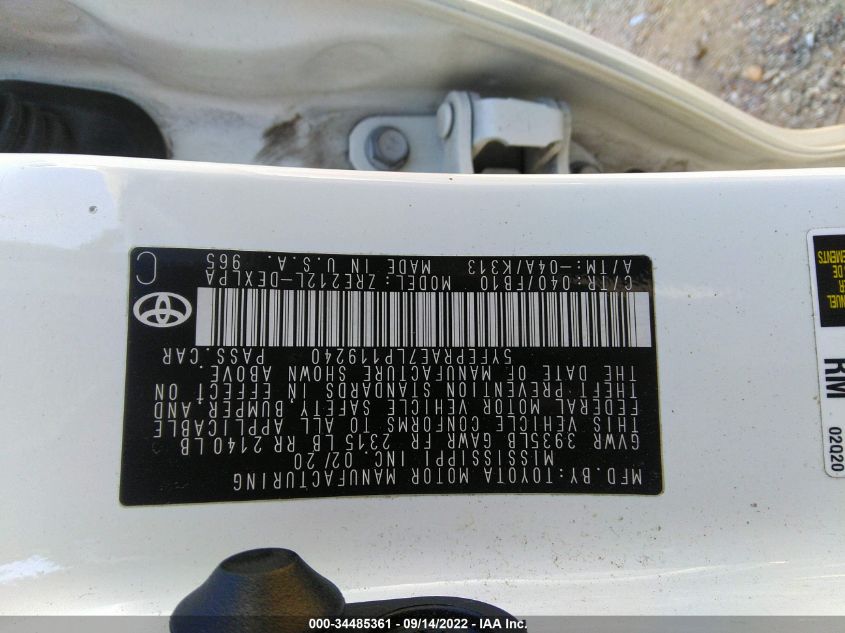 MFD. BY: TOYOTA MOTOR MANUFACTURING
MISSISSIPPI INC. 02/20
GVWR 3935LB GAWR FR 2315 LB RR 2140LB
THIS VEHICLE CONFORMS TO ALL APPLICABLE
FEDERAL MOTOR VEHICLE SAFETY, BUMPER, AND
THEFT PREVENTION STANDARDS IN EFFECT ON
THE DATE OF MANUFACTURE SHOWN ABOVE.
5YFEPRAE7LP119240 PASS. CAR
C/TR:040/FB10 MODEL:ZRE212L-DEXLPA
A/TM:-04A/K313 MADE IN U.S.A. 965
C
RM
02Q20
000-34485361 - 09/14/2022 - IAA Inc.